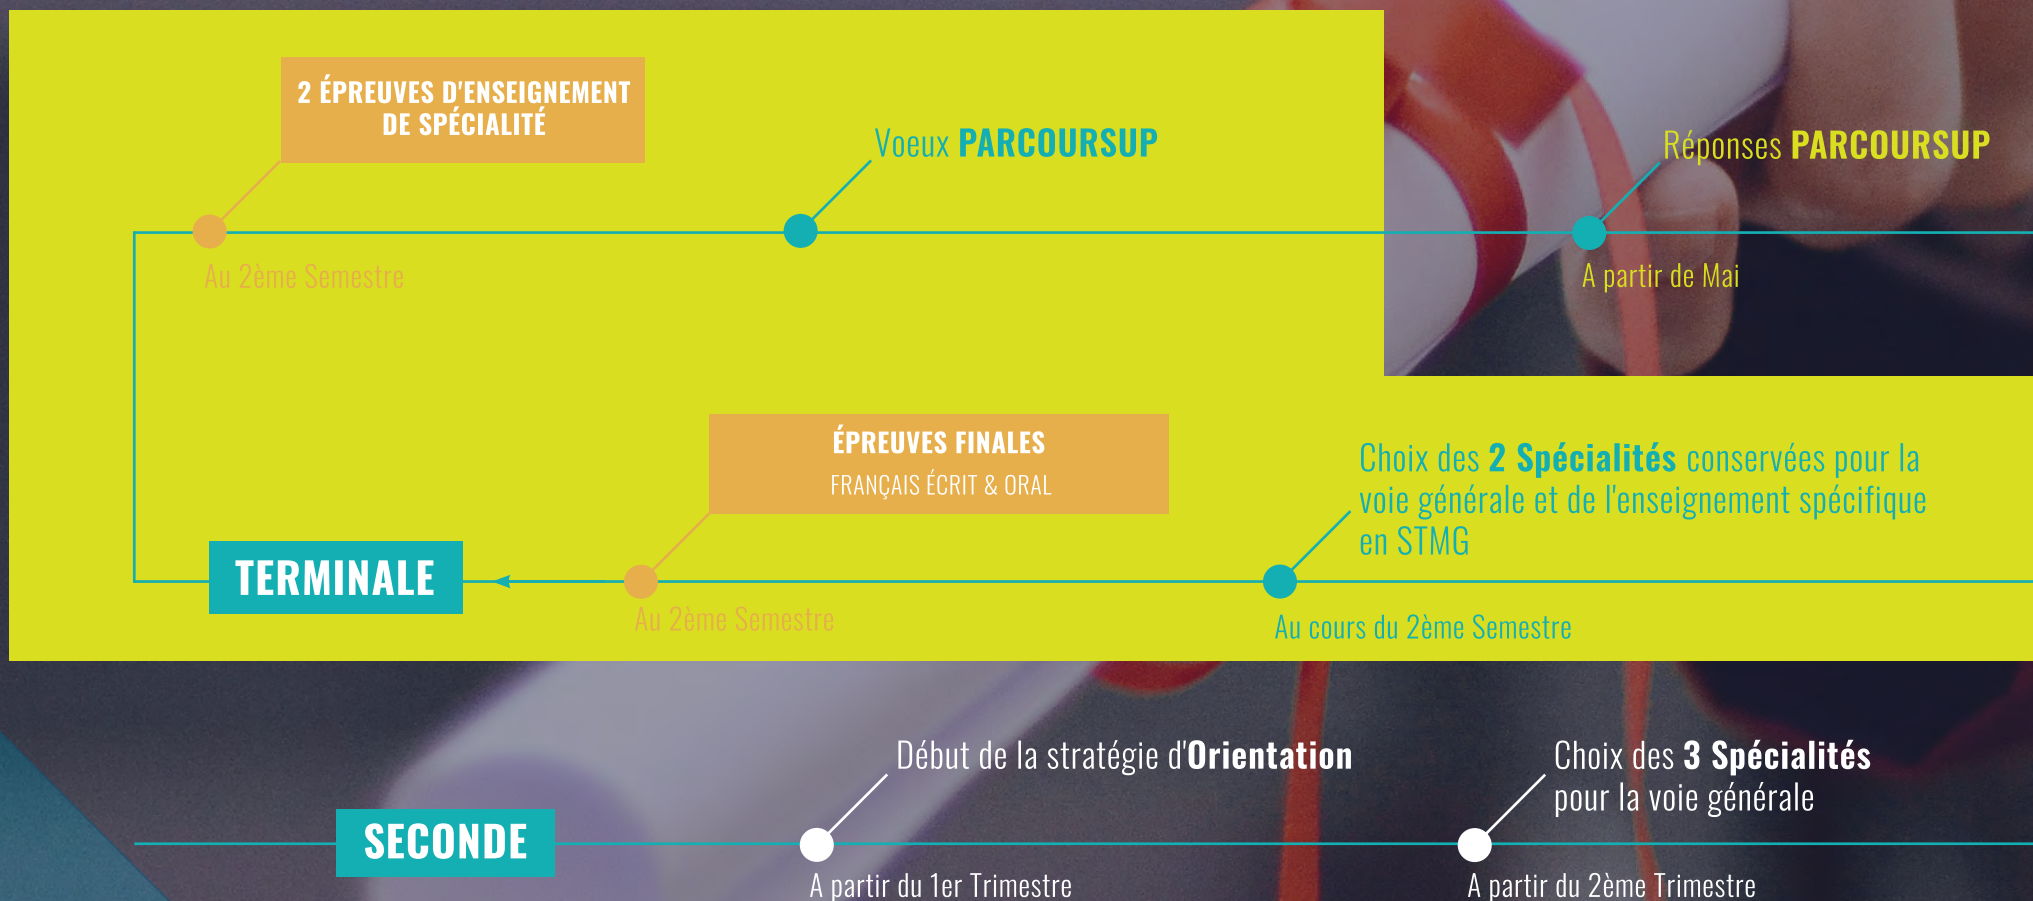 2 ÉPREUVES D'ENSEIGNEMENT
DE SPÉCIALITÉ
Voeux PARCOURSUP
Réponses PARCOURSUP
Au 2ème Semestre
A partir de Mai
ÉPREUVES FINALES
FRANÇAIS ÉCRIT & ORAL
Choix des 2 Spécialités conservées pour la
voie générale et de l'enseignement spécifique
en STMG
TERMINALE
Au 2ème Semestre
Au cours du 2ème Semestre
Début de la stratégie d'Orientation
Choix des 3 Spécialités
pour la voie générale
SECONDE
A partir du 1er Trimestre
A partir du 2ème Trimestre